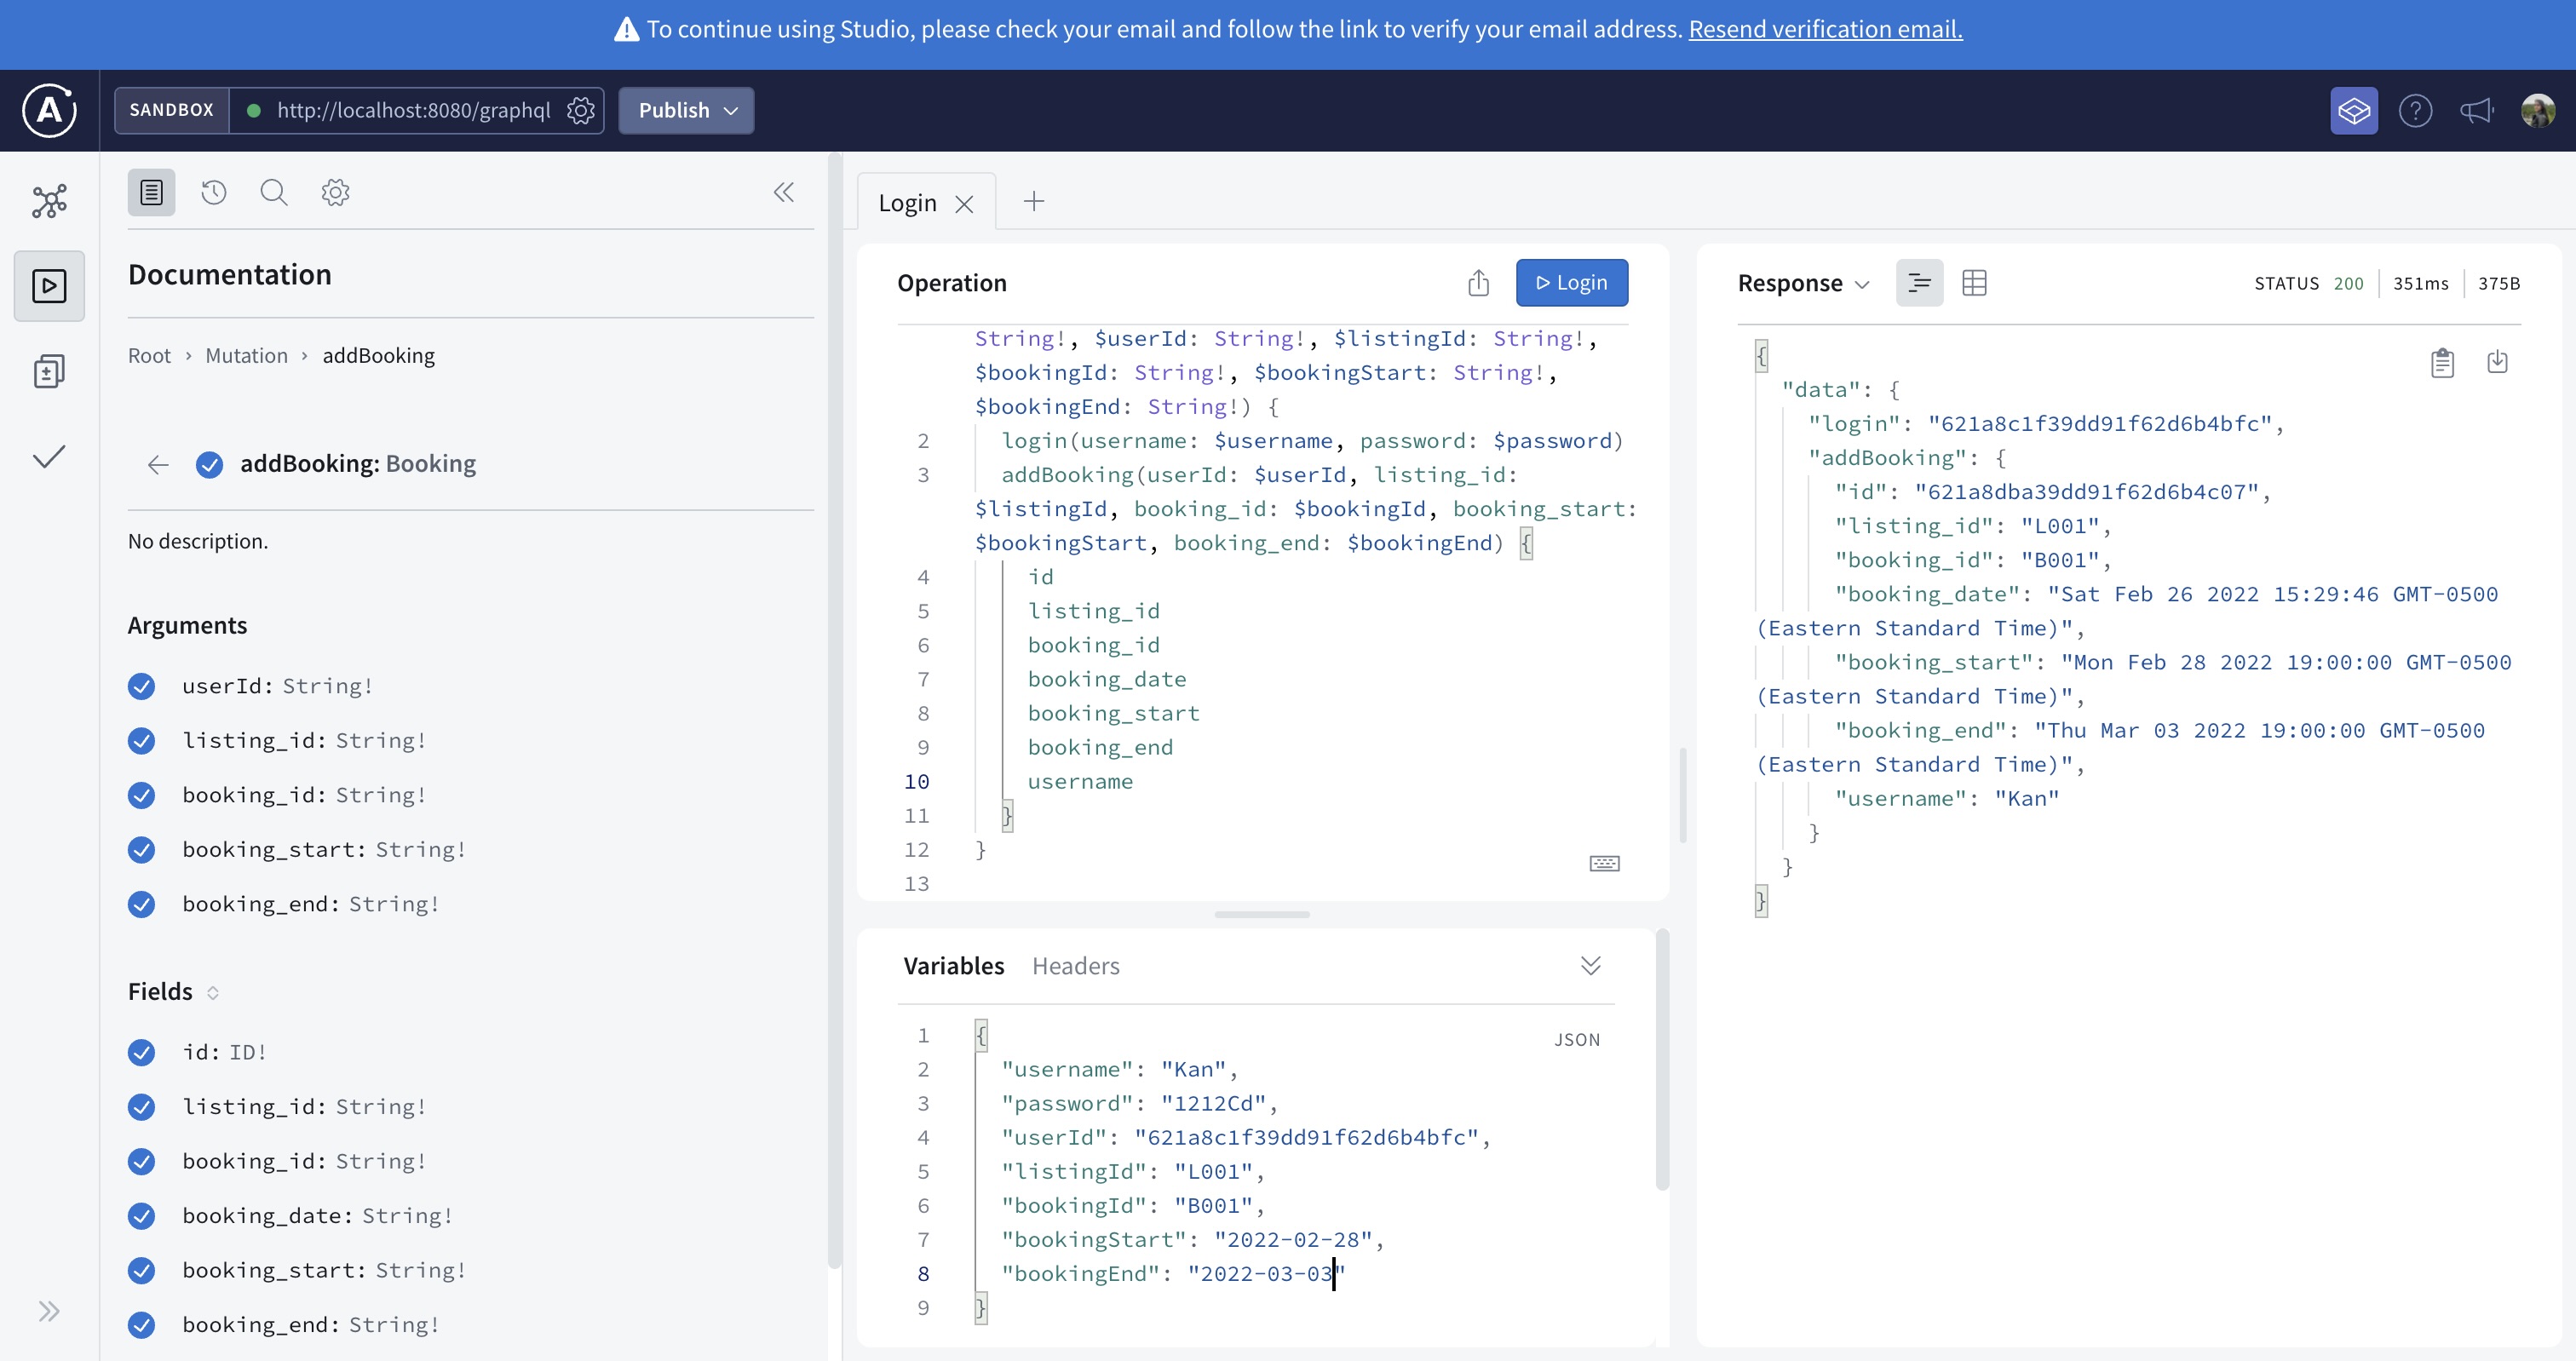 To continue using Studio, please check your email and follow the link to verify your email address. Resend verification email.
A
SANDBOX
http://localhost:8080/graphql
Publish
?
Documentation
Root › Mutation › addBooking
addBooking: Booking
No description.
Arguments
userId: String!
listing_id: String!
booking_id: String!
booking_start: String!
booking_end: String!
Fields
id: ID!
listing_id: String!
booking_id: String!
booking_date: String!
booking_start: String!
booking_end: String!
Login
Operation
Login
String!, $userId: String!, $listingId: String!,
$bookingId: String!, $bookingStart: String!,
$bookingEnd: String!) {
2 login(username: $username, password: $password)
3 addBooking(userId: $userId, listing_id:
$listingId, booking_id: $bookingId, booking_start:
$bookingStart, booking_end: $bookingEnd) {
4 id
5 listing_id
6 booking_id
7 booking_date
8 booking_start
9 booking_end
10 username
11 }
12 }
13
Variables Headers
JSON
1 {
2 "username": "Kan",
3 "password": "1212Cd",
4 "userId": "621a8c1f39dd91f62d6b4bfc",
5 "listingId": "L001",
6 "bookingId": "B001",
7 "bookingStart": "2022-02-28",
8 "bookingEnd": "2022-03-03"
9 }
Response
STATUS 200 351ms 375B
{
"data": {
"login": "621a8c1f39dd91f62d6b4bfc",
"addBooking": {
"id": "621a8dba39dd91f62d6b4c07",
"listing_id": "L001",
"booking_id": "B001",
"booking_date": "Sat Feb 26 2022 15:29:46 GMT-0500
(Eastern Standard Time)",
"booking_start": "Mon Feb 28 2022 19:00:00 GMT-0500
(Eastern Standard Time)",
"booking_end": "Thu Mar 03 2022 19:00:00 GMT-0500
(Eastern Standard Time)",
"username": "Kan"
}
}
}